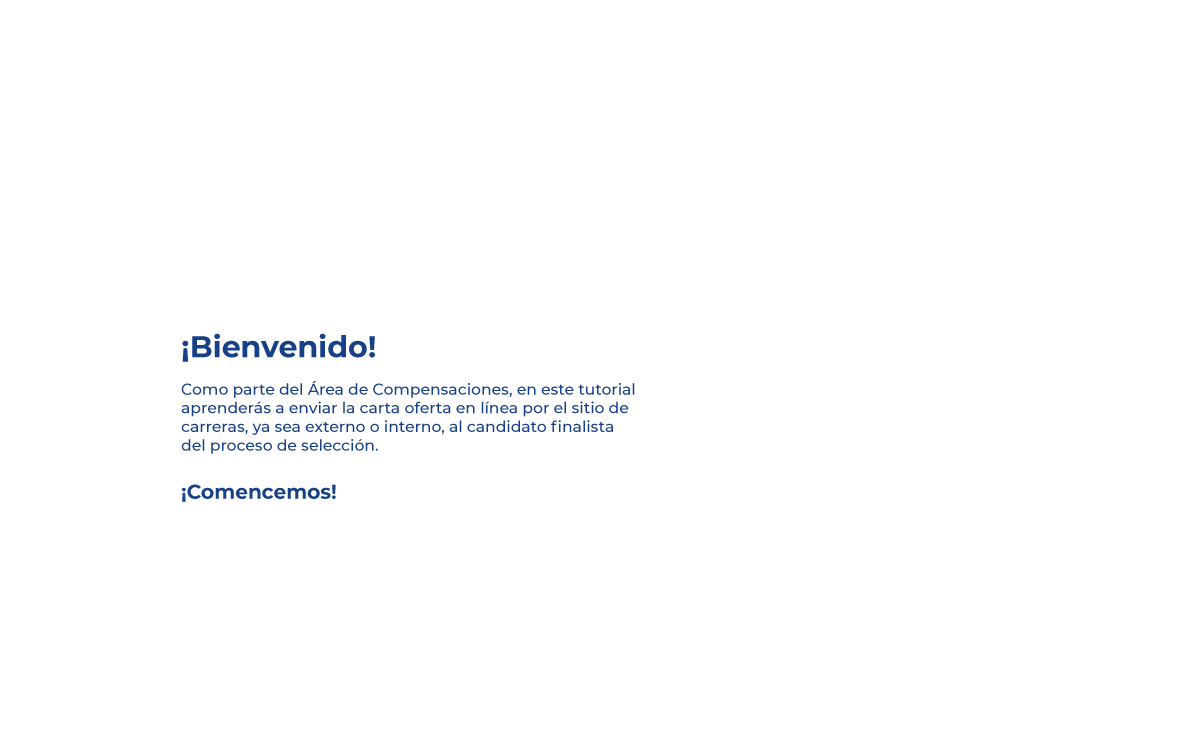 ¡Bienvenido!
Como parte del Área de Compensaciones, en este tutorial
aprenderás a enviar la carta oferta en línea por el sitio de
carreras, ya sea externo o interno, al candidato finalista
del proceso de selección.
¡Comencemos!